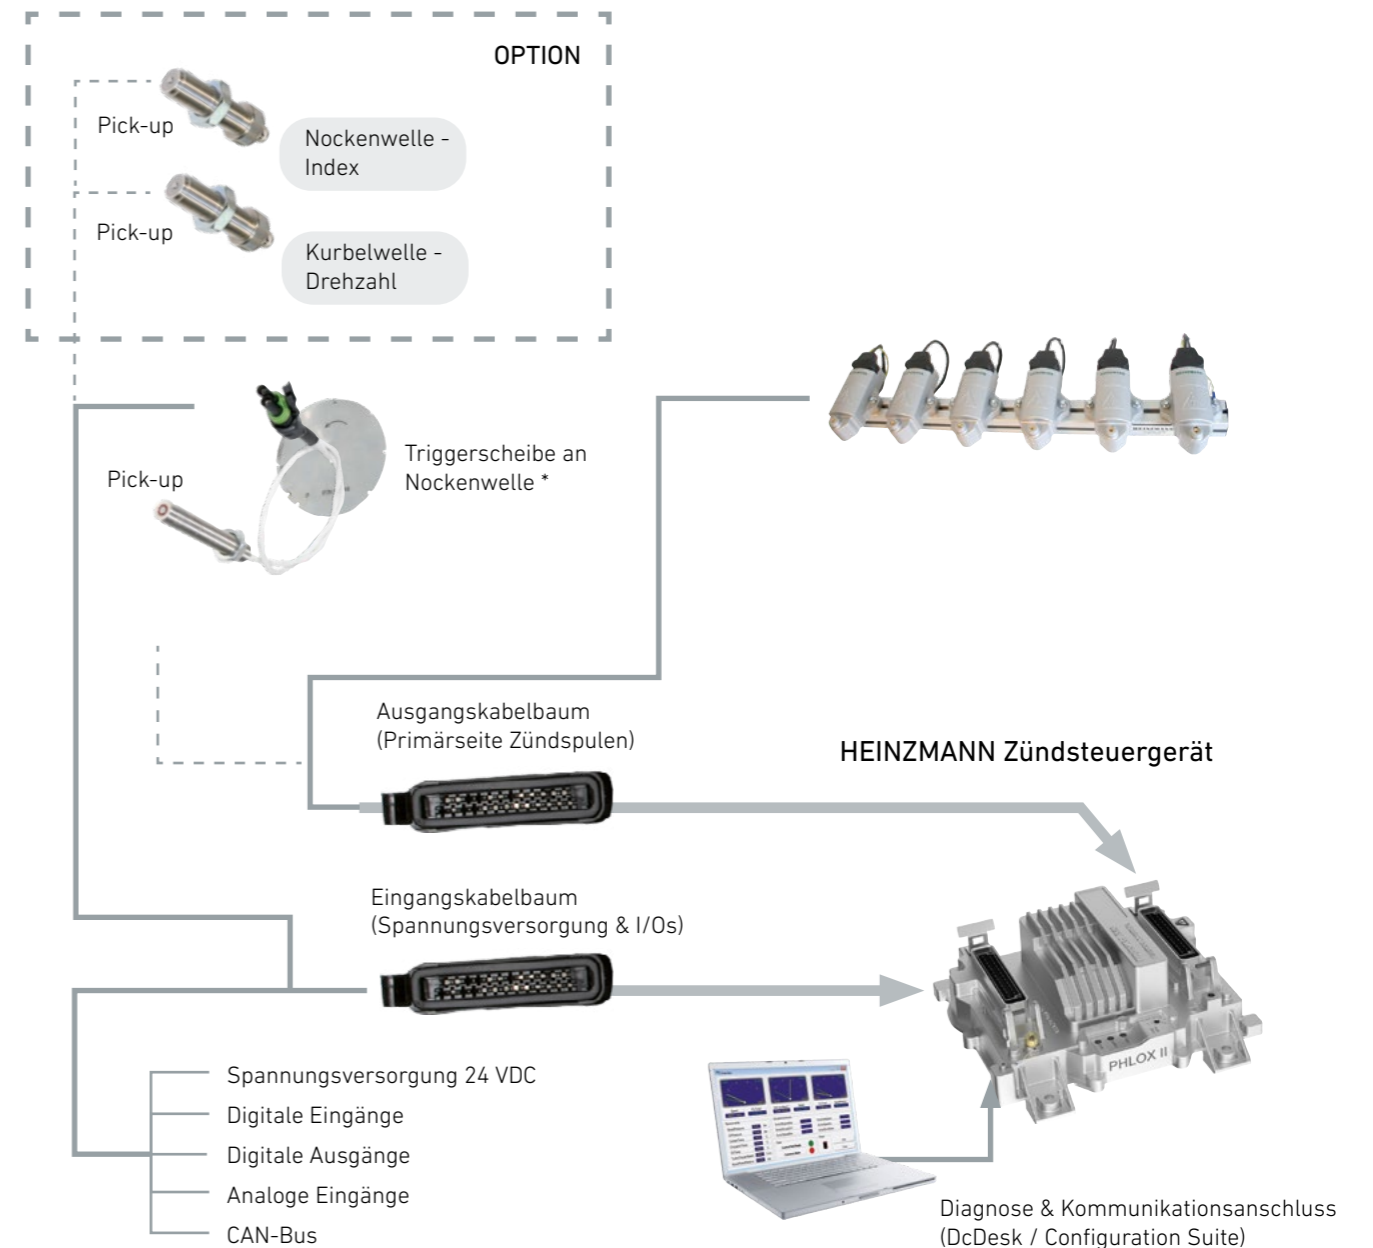 OPTION
Pick-up
Nockenwelle -
Index
Pick-up
Kurbelwelle -
Drehzahl
Pick-up
Triggerscheibe an
Nockenwelle *
Ausgangskabelbaum
(Primärseite Zündspulen)
HEINZMANN Zündsteuergerät
Eingangskabelbaum
(Spannungsversorgung & I/Os)
PHLOX II
Spannungsversorgung 24 VDC
Digitale Eingänge
Digitale Ausgänge
Analoge Eingänge
CAN-Bus
Diagnose & Kommunikationsanschluss
(DcDesk / Configuration Suite)